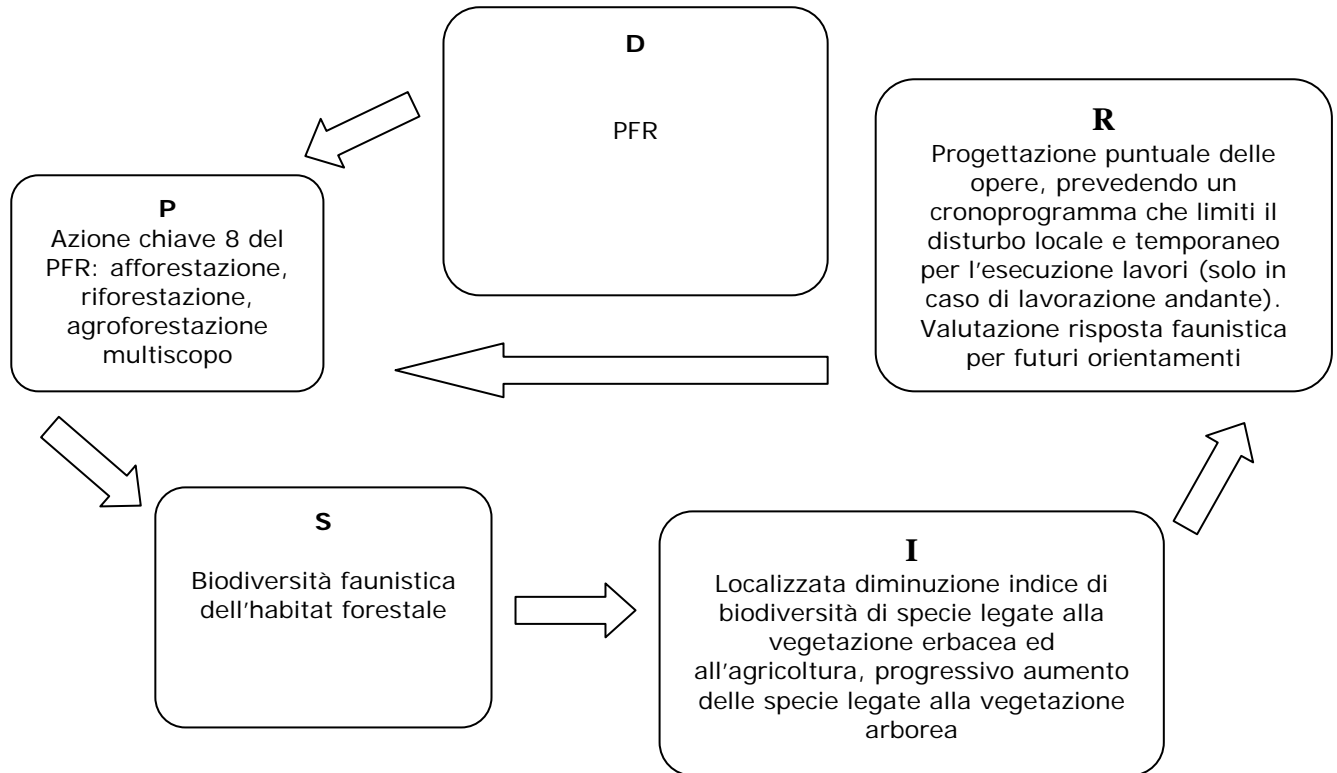 D
PFR
R
Progettazione puntuale delle
opere, prevedendo un
cronoprogramma che limiti il
disturbo locale e temporaneo
per l'esecuzione lavori (solo in
caso di lavorazione andante).
Valutazione risposta faunistica
per futuri orientamenti
P
Azione chiave 8 del
PFR: afforestazione,
riforestazione,
agroforestazione
multiscopo
S
Biodiversità faunistica
dell'habitat forestale
I
Localizzata diminuzione indice di
biodiversità di specie legate alla
vegetazione erbacea ed
all'agricoltura, progressivo aumento
delle specie legate alla vegetazione
arborea